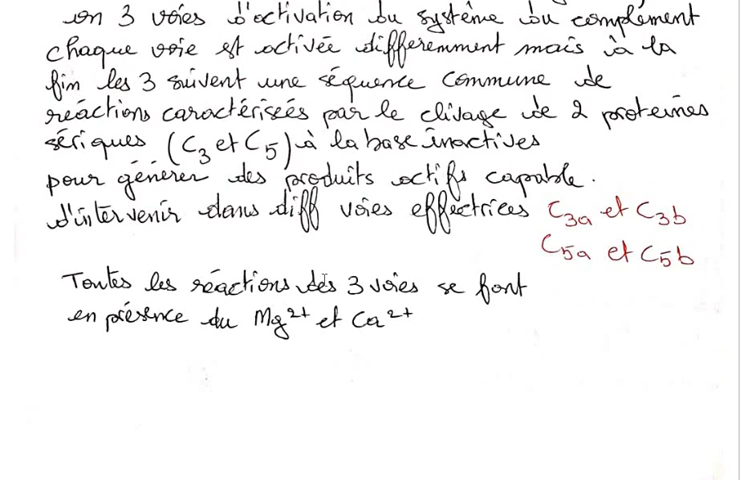 on 3 voies d'activation du système du complément
chaque voie est activée differemment mais à la
fin les 3 suivent une séquence commune de
réactions caractérisées par le clivage de 2 proteines
sériques (C3 et C5) à la base inactives
pour générer des produits actifs capable.
d'intervenir dans diff voies effectrices C3a et C3b
C5a et C5b
Toutes les réactions des 3 voies se font
en présence du Mg²⁺ et Ca²⁺